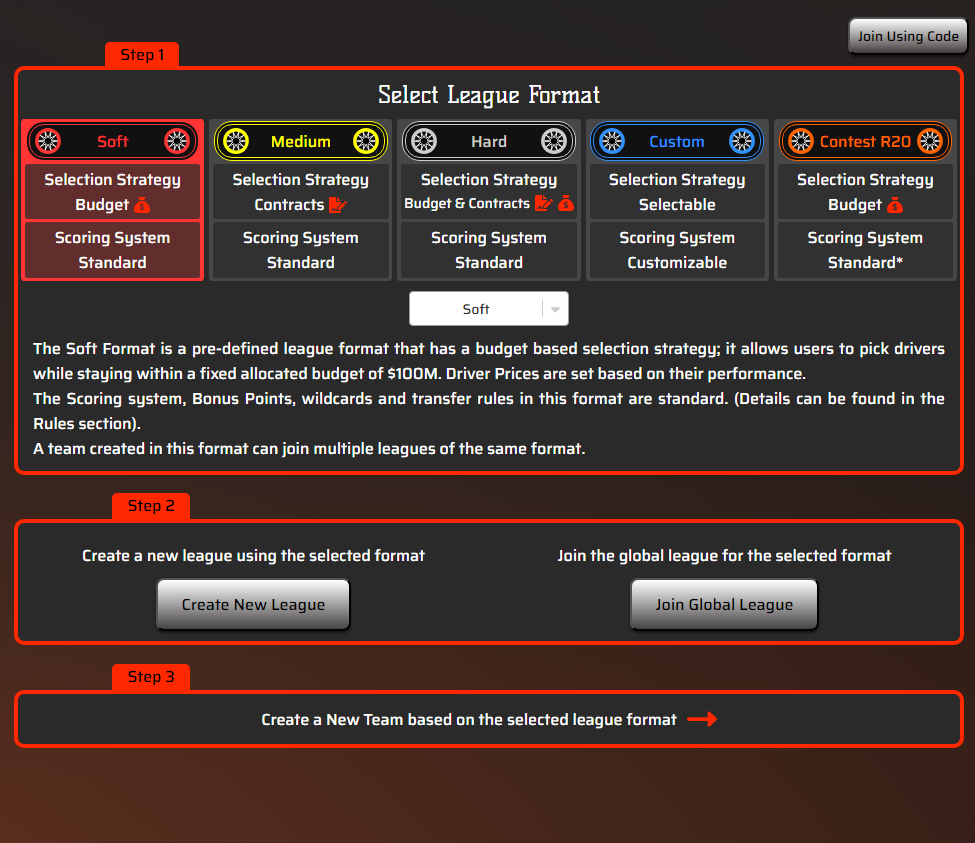 Join Using Code
Step 1
Select League Format
Soft
Medium
Hard
Custom
Contest R20
Selection Strategy
Budget
Selection Strategy
Contracts
Selection Strategy
Budget & Contracts
Selection Strategy
Selectable
Selection Strategy
Budget
Scoring System
Standard
Scoring System
Standard
Scoring System
Standard
Scoring System
Customizable
Scoring System
Standard*
Soft
The Soft Format is a pre-defined league format that has a budget based selection strategy; it allows users to pick drivers
while staying within a fixed allocated budget of $100M. Driver Prices are set based on their performance.
The Scoring system, Bonus Points, wildcards and transfer rules in this format are standard. (Details can be found in the
Rules section).
A team created in this format can join multiple leagues of the same format.
Step 2
Create a new league using the selected format
Join the global league for the selected format
Create New League
Join Global League
Step 3
Create a New Team based on the selected league format